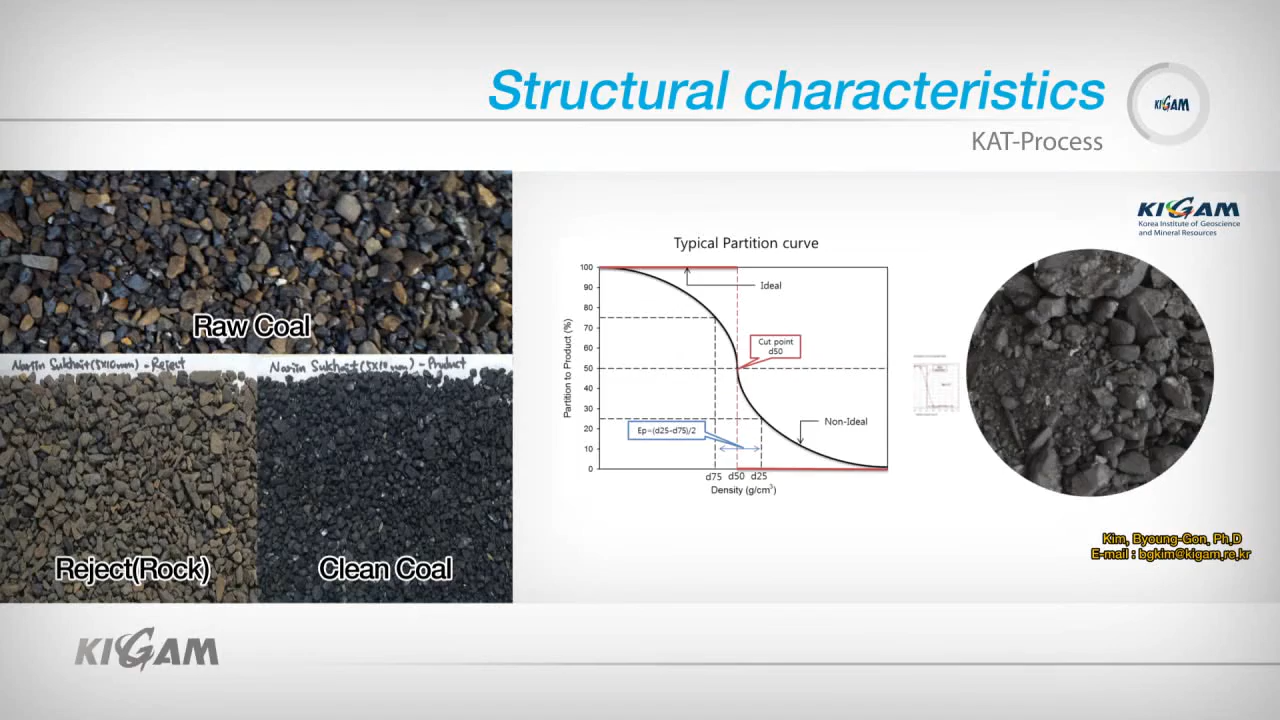 Structural characteristics
KIGAM
KAT-Process
Raw Coal
Narin Sukhait(5X10mm)-Reject
Narin Sukhait(5X10mm)-Product
Reject(Rock)
Clean Coal
Typical Partition curve
Partition to Product (%)
100
90
80
70
60
50
40
30
20
10
0
Ideal
Cut point
d50
Non-Ideal
Ep=(d25-d75)/2
d75 d50 d25
Density (g/cm³)
KIGAM
Korea Institute of Geoscience
and Mineral Resources
Kim, Byoung-Gon, Ph,D
E-mail : bgkim@kigam,re,kr
KIGAM